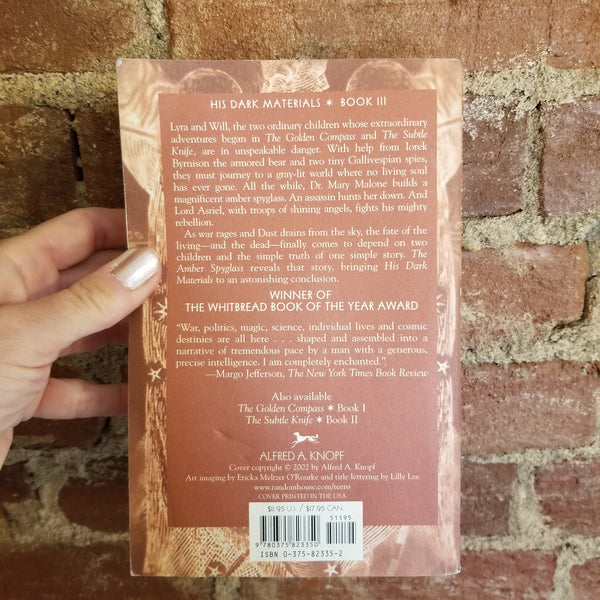 HIS DARK MATERIALS ★ BOOK III
Lyra and Will, the two ordinary children whose extraordinary
adventures began in The Golden Compass and The Subtle
Knife, are in unspeakable danger. With help from Iorek
Byrnison the armored bear and two tiny Gallivespian spies,
they must journey to a gray-lit world where no living soul
has ever gone. All the while, Dr. Mary Malone builds a
magnificent amber spyglass. An assassin hunts her down. And
Lord Asriel, with troops of shining angels, fights his mighty
rebellion.
As war rages and Dust drains from the sky, the fate of the
living—and the dead—finally comes to depend on two
children and the simple truth of one simple story. The
Amber Spyglass reveals that story, bringing His Dark
Materials to an astonishing conclusion.
WINNER OF
THE WHITBREAD BOOK OF THE YEAR AWARD
“War, politics, magic, science, individual lives and cosmic
destinies are all here . . . shaped and assembled into a
narrative of tremendous pace by a man with a generous,
precise intelligence. I am completely enchanted.”
—Margo Jefferson, The New York Times Book Review
Also available
The Golden Compass ★ Book I
The Subtle Knife ★ Book II
ALFRED A. KNOPF
Cover copyright © 2002 by Alfred A. Knopf
Art imaging by Ericka Meltzer O'Rourke and title lettering by Lilly Lee
www.randomhouse/teens
COVER PRINTED IN THE USA
$11.95 U.S. / $17.95 CAN.
51195
9 780375 823350
ISBN 0-375-82335-2